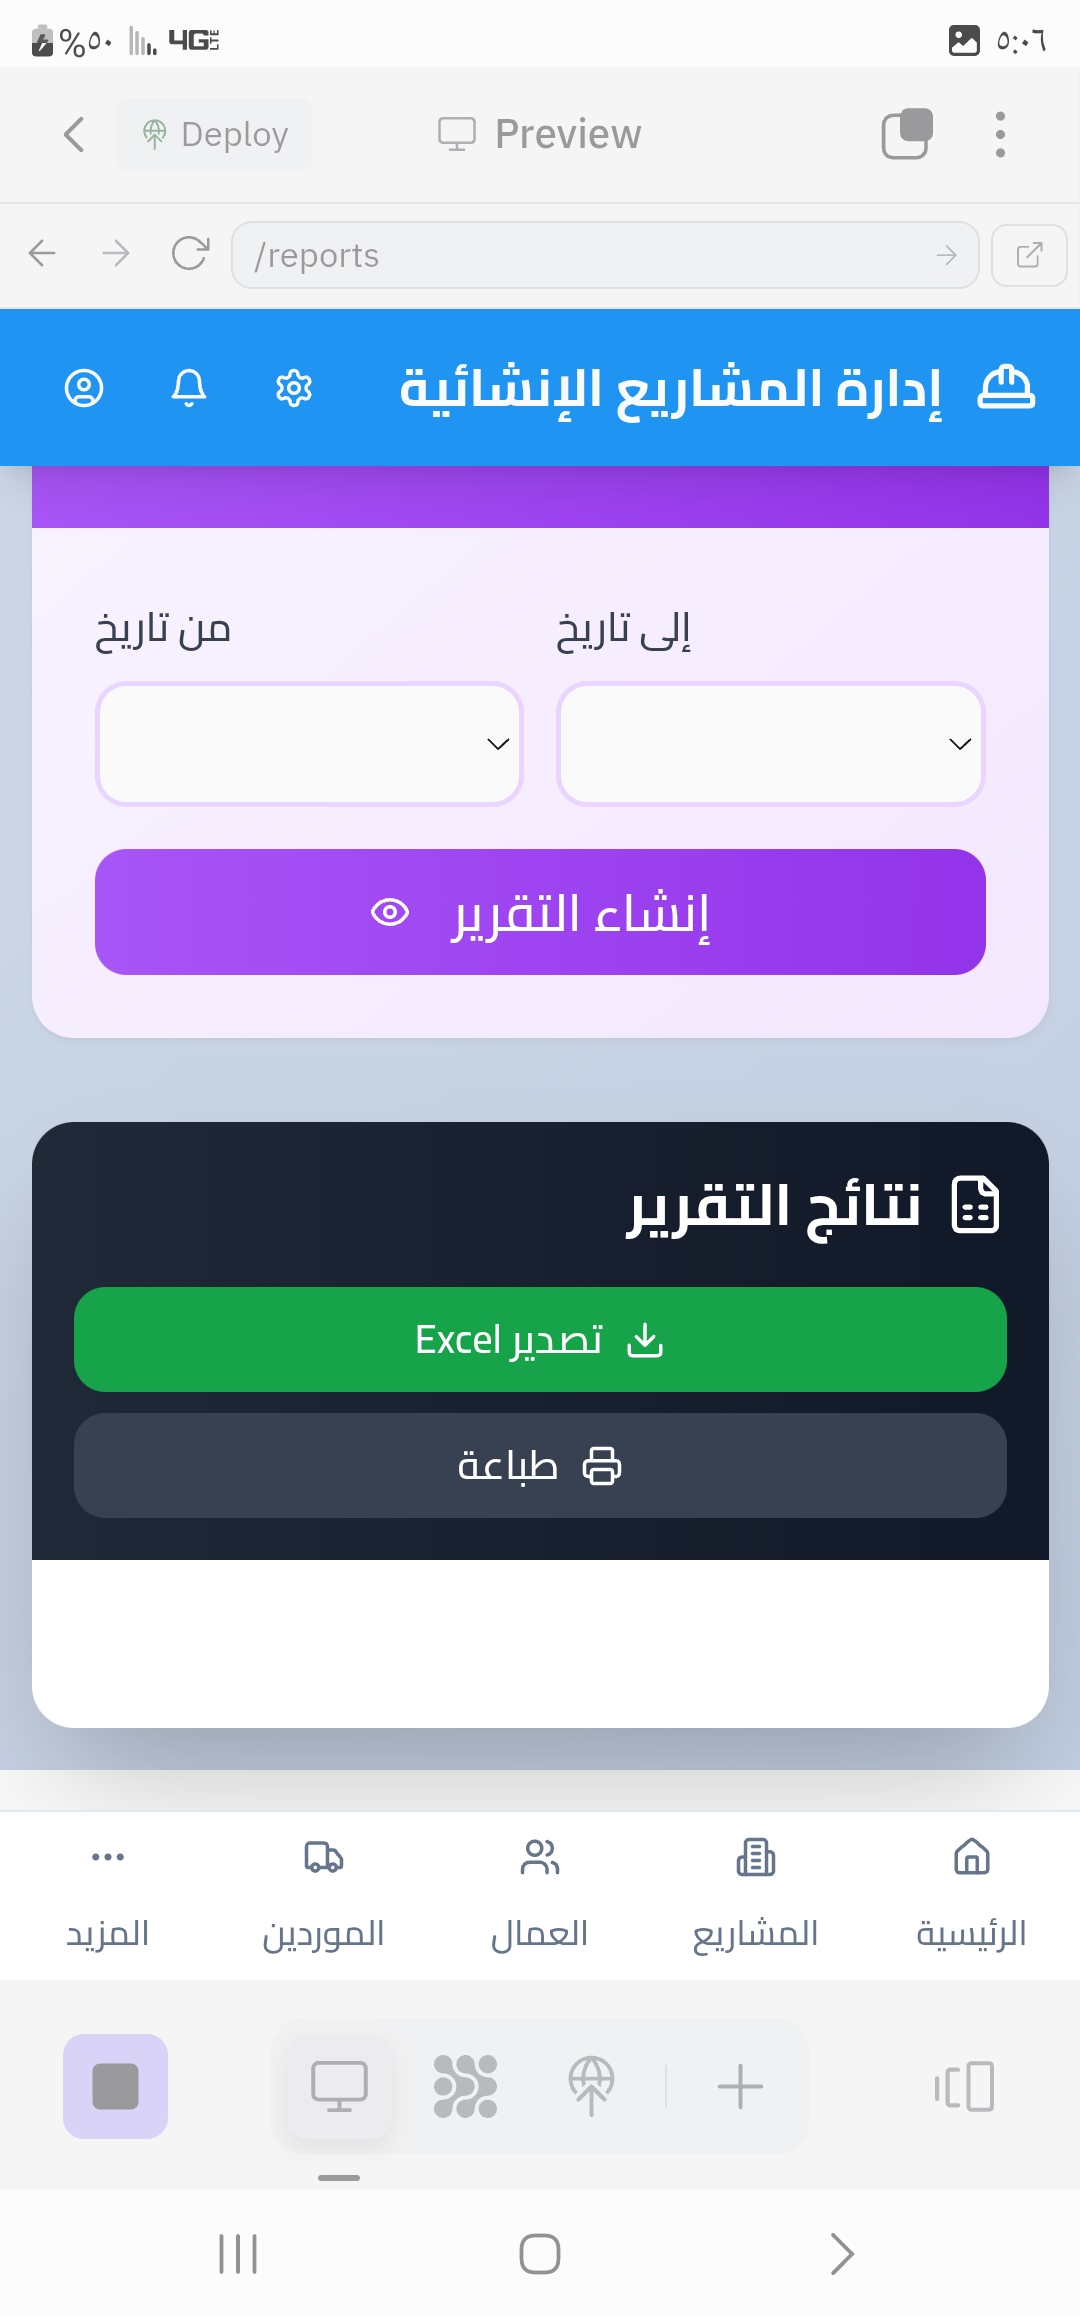 %٥٠ 4G LTE ٥:٠٦
Deploy Preview
/reports
إدارة المشاريع الإنشائية
إلى تاريخ من تاريخ
إنشاء التقرير
نتائج التقرير
تصدير Excel
طباعة
الرئيسية المشاريع العمال الموردين المزيد